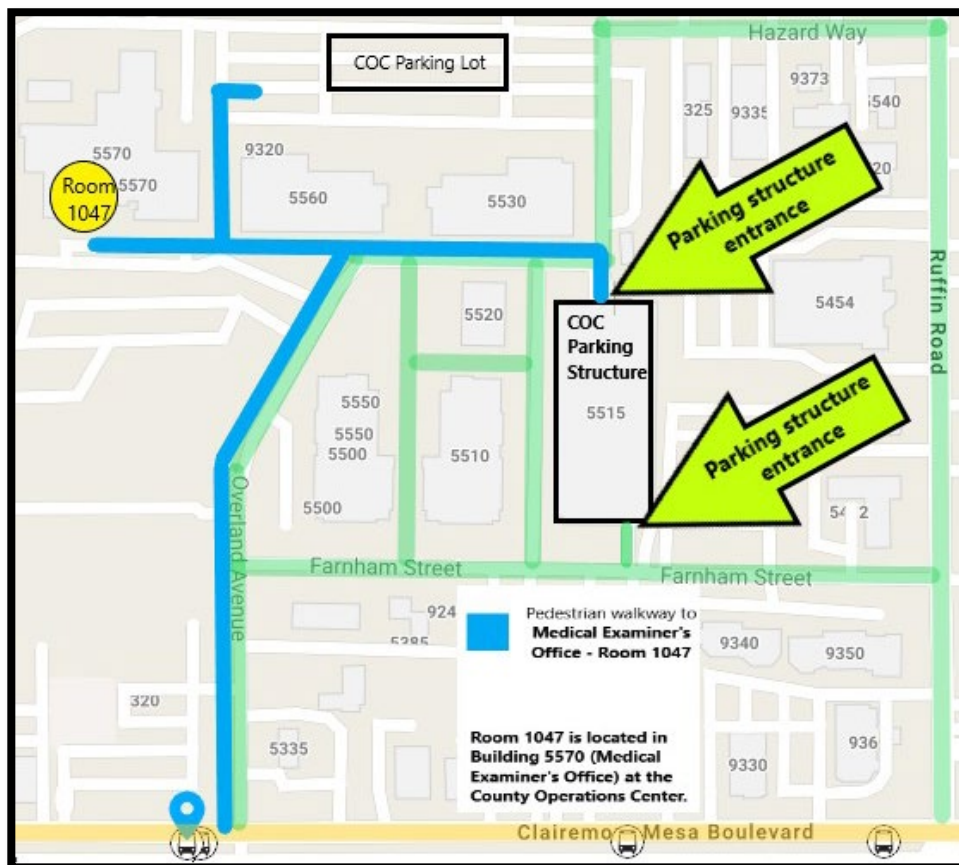 Hazard Way
COC Parking Lot
9373
325
9335
5540
9320
5570
5570
Room
1047
5560
5530
20
Parking structure
entrance
Ruffin Road
5454
COC
Parking
Structure
5520
5515
5550
5550
5500
5510
5500
Parking structure
entrance
Overland Avenue
Farnham Street
Farnham Street
924
5385
Pedestrian walkway to
Medical Examiner's
Office - Room 1047
9340
9350
320
5335
Room 1047 is located in
Building 5570 (Medical
Examiner's Office) at the
County Operations Center.
9330
936
Clairemo
Mesa Boulevard